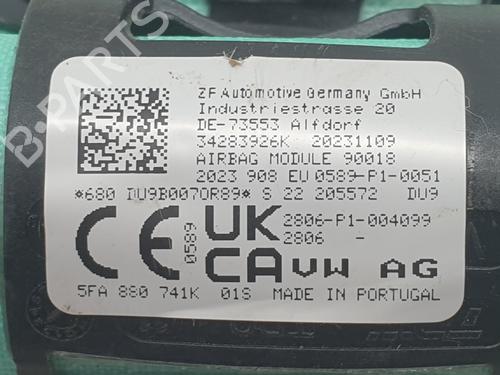 ZF Automotive Germany GmbH
Industriestrasse 20
DE-73553 Alfdorf
34283926K 20231109
AIRBAG MODULE 90018
2023 908 EU 0589-P1-0051
*680 DU9B007OR89* S 22 205572 DU9
CE 0589 UK 2806-P1-004099
2806 -
CA VW AG
5FA 880 741K 01S MADE IN PORTUGAL
B-Parts